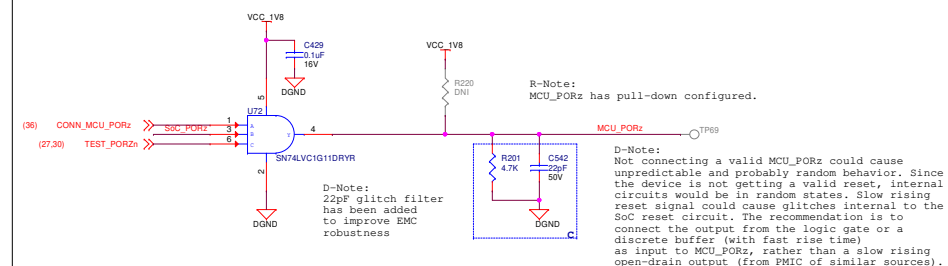 VCC_1V8
C429
0.1uF
16V
DGND
VCC_1V8
R220
DNI
R-Note:
MCU_PORz has pull-down configured.
5
U72
(36) CONN_MCU_PORz
1
A
SoC_PORz
3
B
Y
4
MCU_PORz
TP69
(27,30) TEST_PORZn
6
C
SN74LVC1G11DRYR
2
DGND
R201
4.7K
C542
22pF
50V
DGND
C
D-Note:
22pF glitch filter
has been added
to improve EMC
robustness
D-Note:
Not connecting a valid MCU_PORz could cause
unpredictable and probably random behavior. Since
the device is not getting a valid reset, internal
circuits would be in random states. Slow rising
reset signal could cause glitches internal to the
SoC reset circuit. The recommendation is to
connect the output from the logic gate or a
discrete buffer (with fast rise time)
as input to MCU_PORz, rather than a slow rising
open-drain output (from PMIC of similar sources).